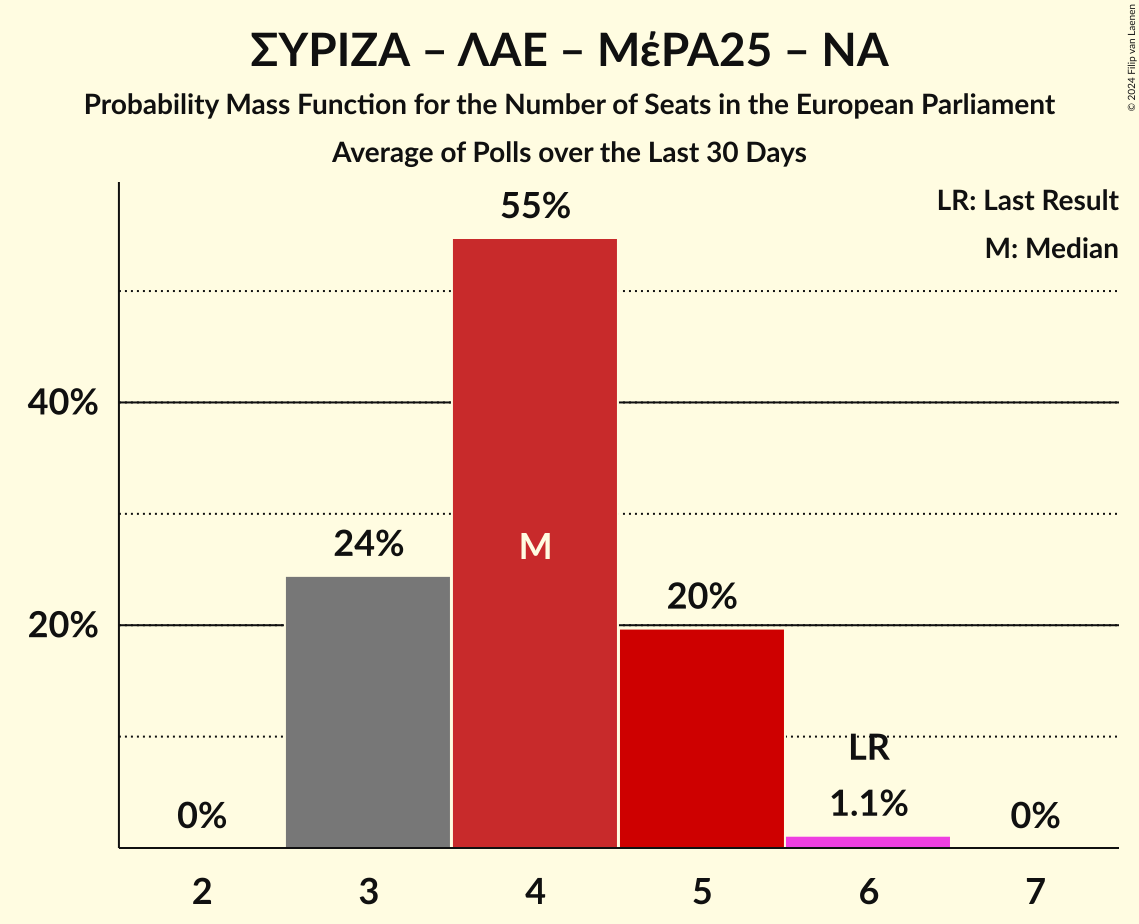 ΣΥΡΙΖΑ – ΛΑΕ – ΜέΡΑ25 – ΝΑ
Probability Mass Function for the Number of Seats in the European Parliament
Average of Polls over the Last 30 Days
© 2024 Filip van Laenen
LR: Last Result
M: Median
55%
40%
24%
M
20%
20%
LR
0%
1.1%
0%
2 3 4 5 6 7